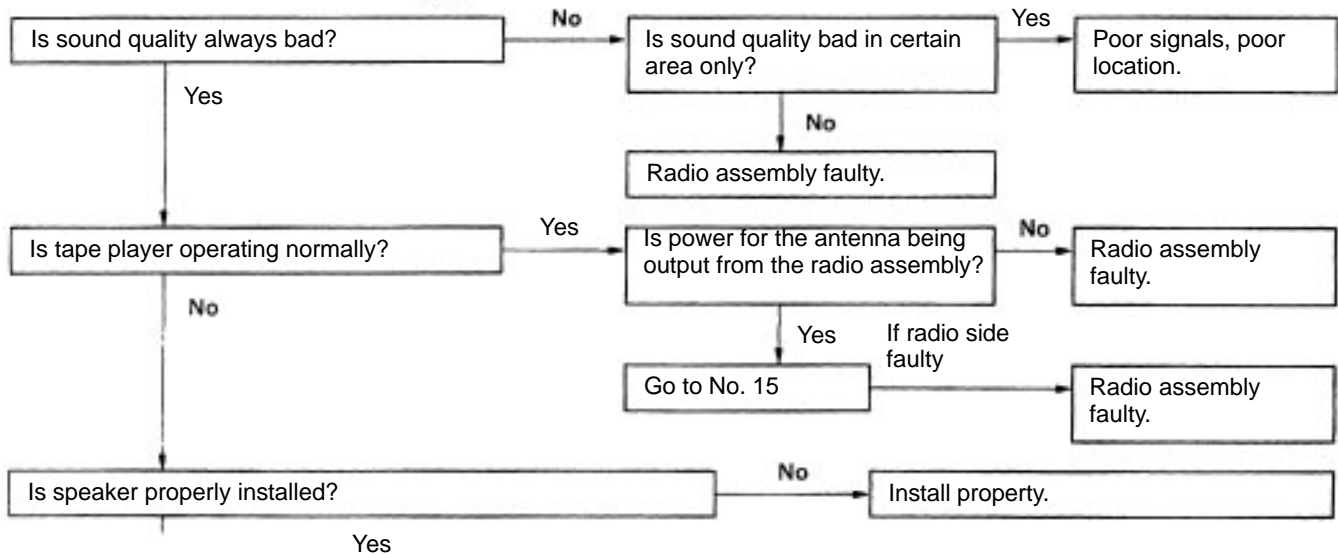 No
Yes
Is sound quality always bad?
Is sound quality bad in certain
area only?
Poor signals, poor
location.
Yes
No
Radio assembly faulty.
Yes
No
Is tape player operating normally?
Is power for the antenna being
output from the radio assembly?
Radio assembly
faulty.
No
Yes
If radio side
faulty
Go to No. 15
Radio assembly
faulty.
No
Is speaker properly installed?
Install property.
Yes